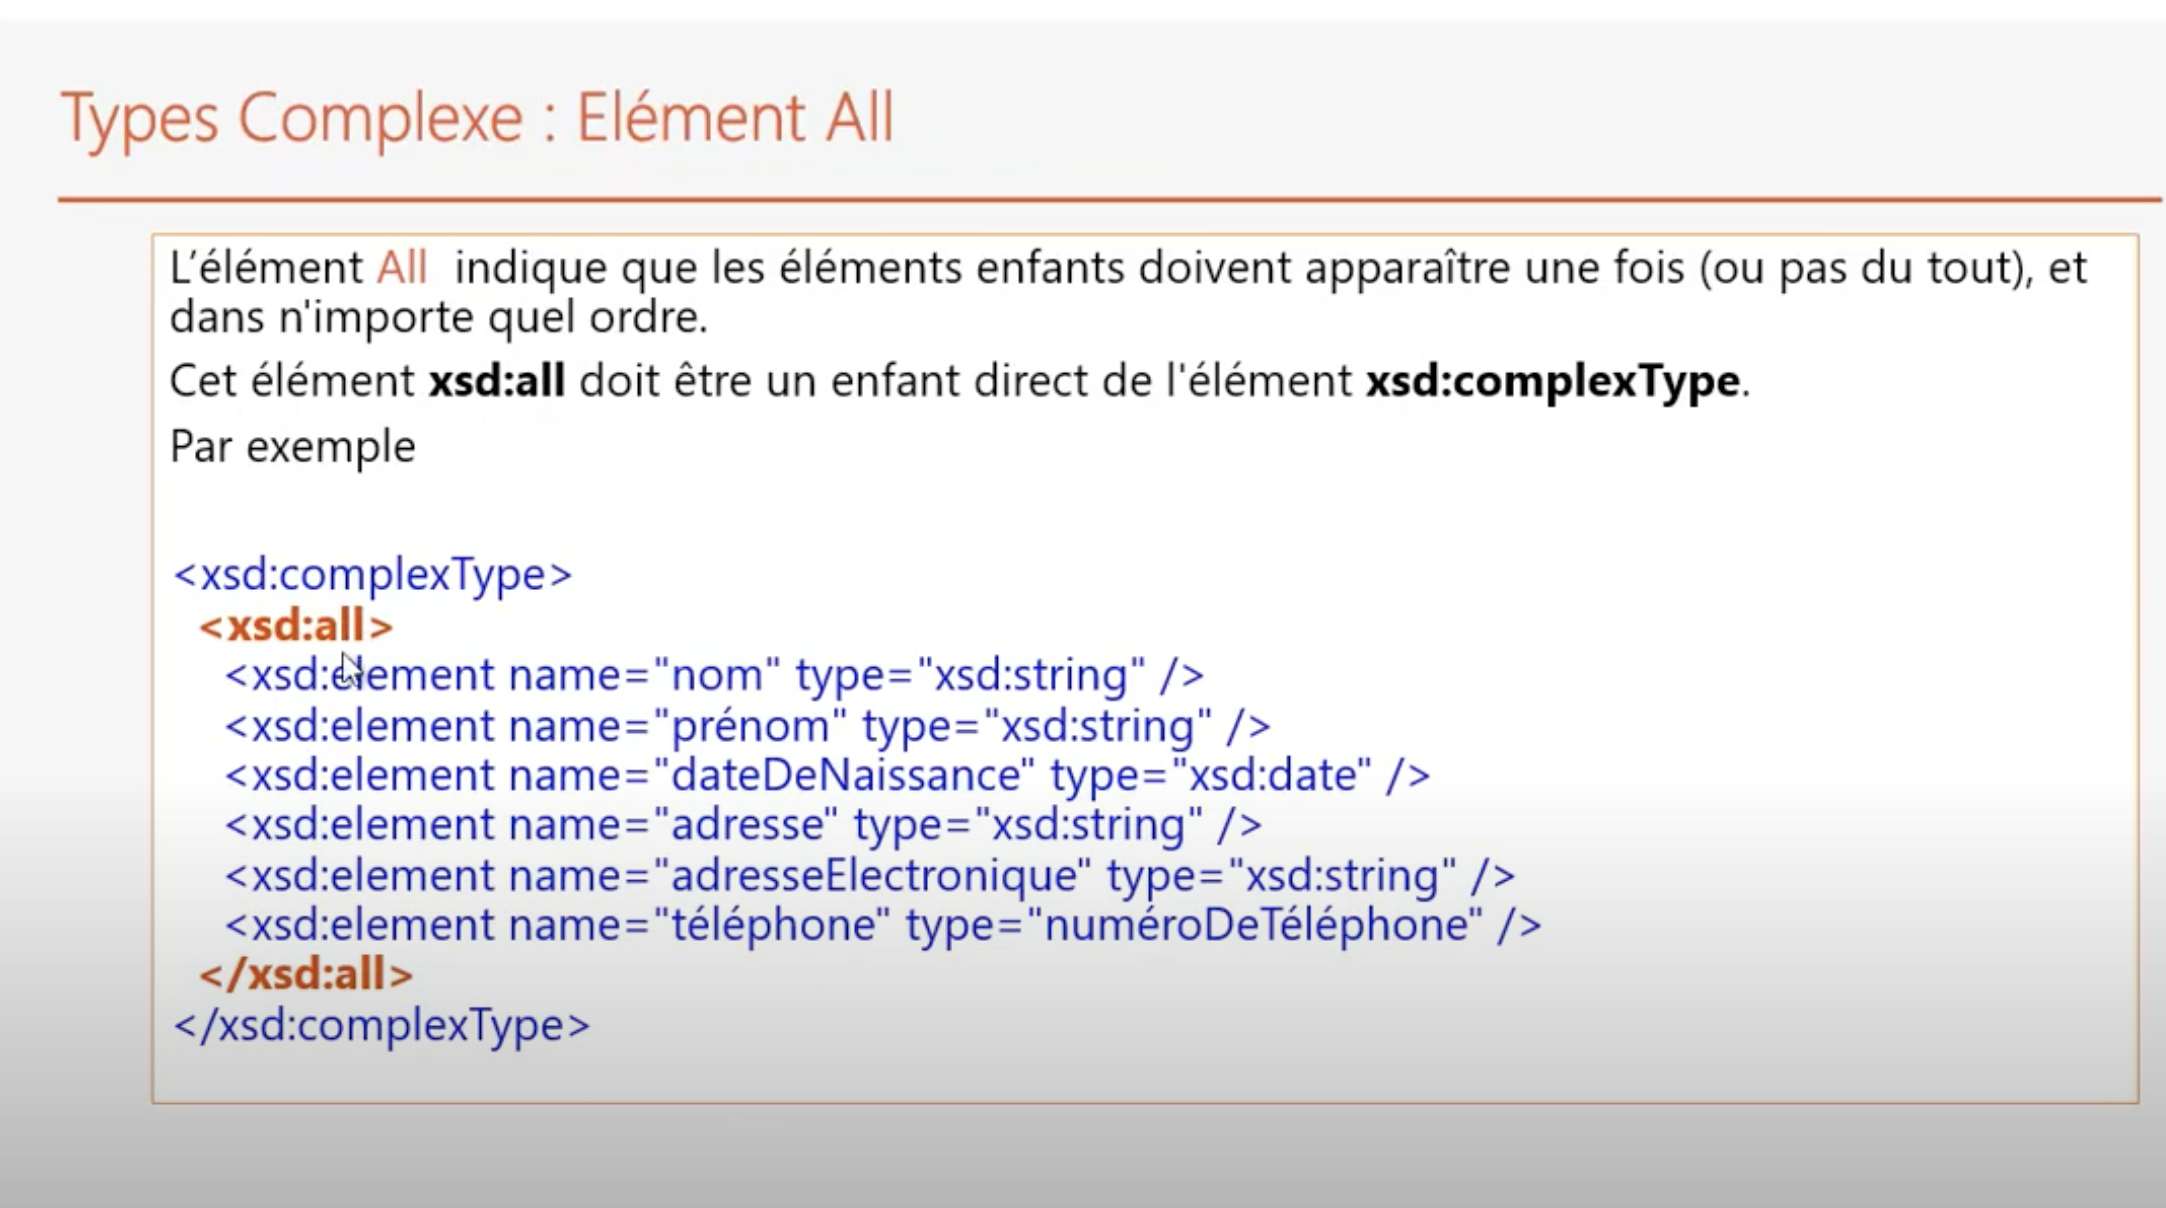 Types Complexe : Elément All
L’élément All indique que les éléments enfants doivent apparaître une fois (ou pas du tout), et
dans n'importe quel ordre.
Cet élément xsd:all doit être un enfant direct de l'élément xsd:complexType.
Par exemple
<xsd:complexType>
<xsd:all>
<xsd:element name="nom" type="xsd:string" />
<xsd:element name="prénom" type="xsd:string" />
<xsd:element name="dateDeNaissance" type="xsd:date" />
<xsd:element name="adresse" type="xsd:string" />
<xsd:element name="adresseElectronique" type="xsd:string" />
<xsd:element name="téléphone" type="numéroDeTéléphone" />
</xsd:all>
</xsd:complexType>